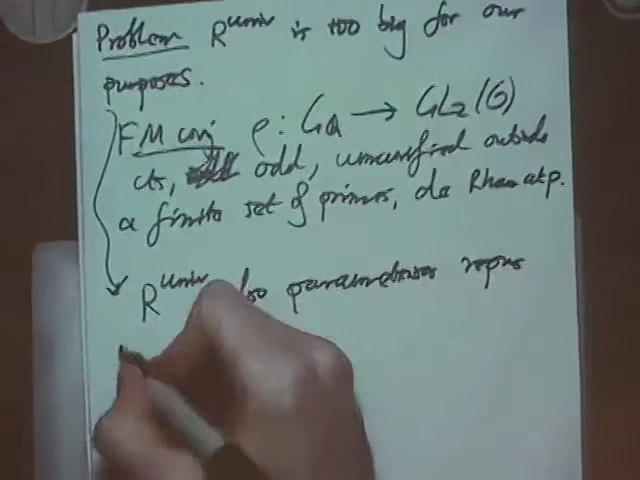 Problem R^univ is too big for our
purposes.
FM conj ρ : G_Q → GL_2(O)
cts, odd, unramified outside
a finite set of primes, de Rham at p.
R^univ also parametrises repns